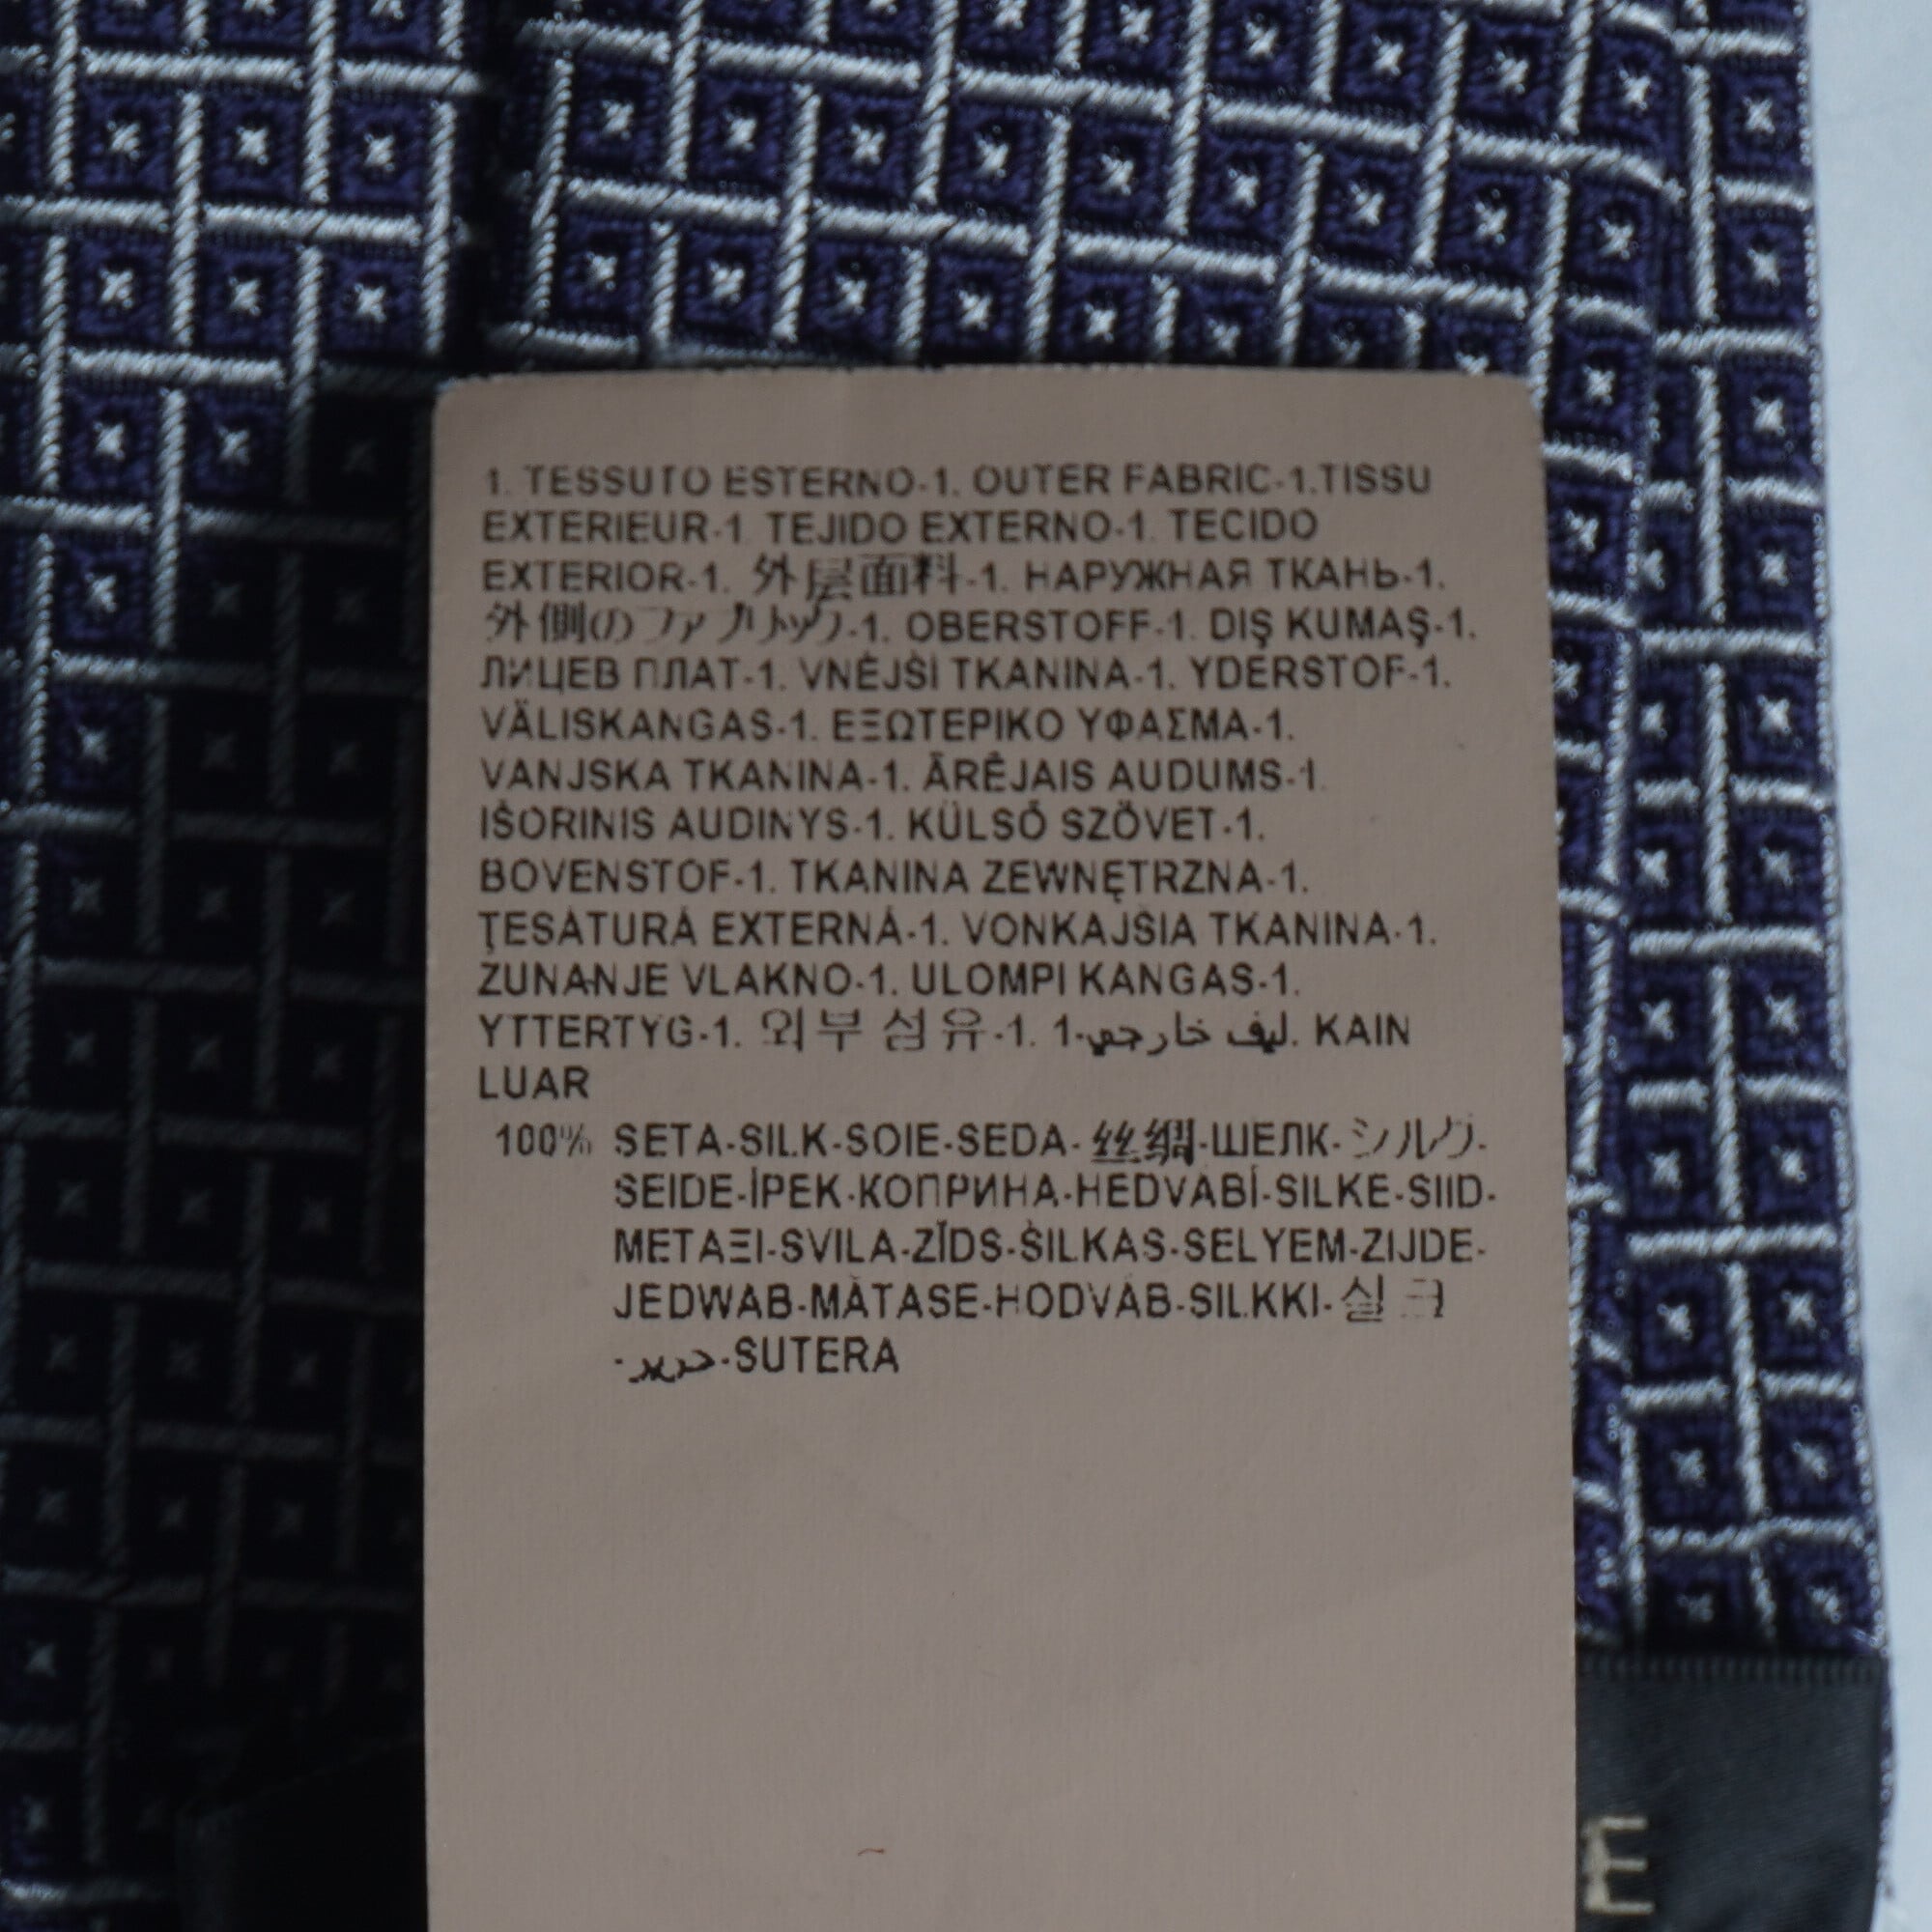 1. TESSUTO ESTERNO-1. OUTER FABRIC-1.TISSU
EXTERIEUR-1. TEJIDO EXTERNO-1. TECIDO
EXTERIOR-1. 外层面料-1. НАРУЖНАЯ ТКАНЬ-1.
外側のファブリック-1. OBERSTOFF-1. DIŞ KUMAŞ-1.
ЛИЦЕВ ПЛАТ-1. VNĚJŠÍ TKANINA-1. YDERSTOF-1.
VÄLISKANGAS-1. ΕΞΩΤΕΡΙΚΟ ΥΦΑΣΜΑ-1.
VANJSKA TKANINA-1. ĀRĒJAIS AUDUMS-1.
IŠORINIS AUDINYS-1. KÜLSŐ SZÖVET-1.
BOVENSTOF-1. TKANINA ZEWNĘTRZNA-1.
ŢESĂTURĂ EXTERNĂ-1. VONKAJŠIA TKANINA-1.
ZUNANJE VLAKNO-1. ULOMPI KANGAS-1.
YTTERTYG-1. 외부 섬유-1. ليف خارجي-1. KAIN
LUAR
100% SETA-SILK-SOIE-SEDA-丝绸-ШЕЛК-シルク-
SEIDE-İPEK-КОПРИНА-HEDVÁBÍ-SILKE-SIID-
ΜΕΤΑΞΙ-SVILA-ZĪDS-ŠILKAS-SELYEM-ZIJDE-
JEDWAB-MĂTASE-HODVÁB-SILKKI-실크
-حرير-SUTERA
E